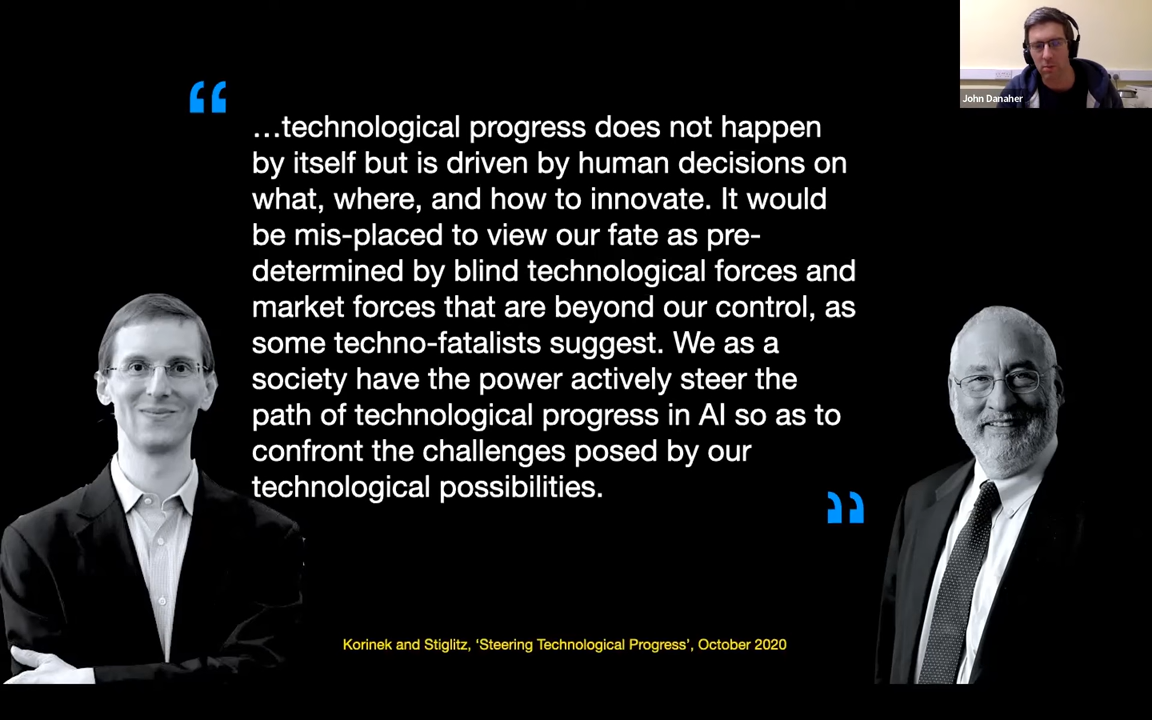 John Danaher
“
…technological progress does not happen
by itself but is driven by human decisions on
what, where, and how to innovate. It would
be mis-placed to view our fate as pre-
determined by blind technological forces and
market forces that are beyond our control, as
some techno-fatalists suggest. We as a
society have the power actively steer the
path of technological progress in AI so as to
confront the challenges posed by our
technological possibilities.
”
Korinek and Stiglitz, ‘Steering Technological Progress’, October 2020